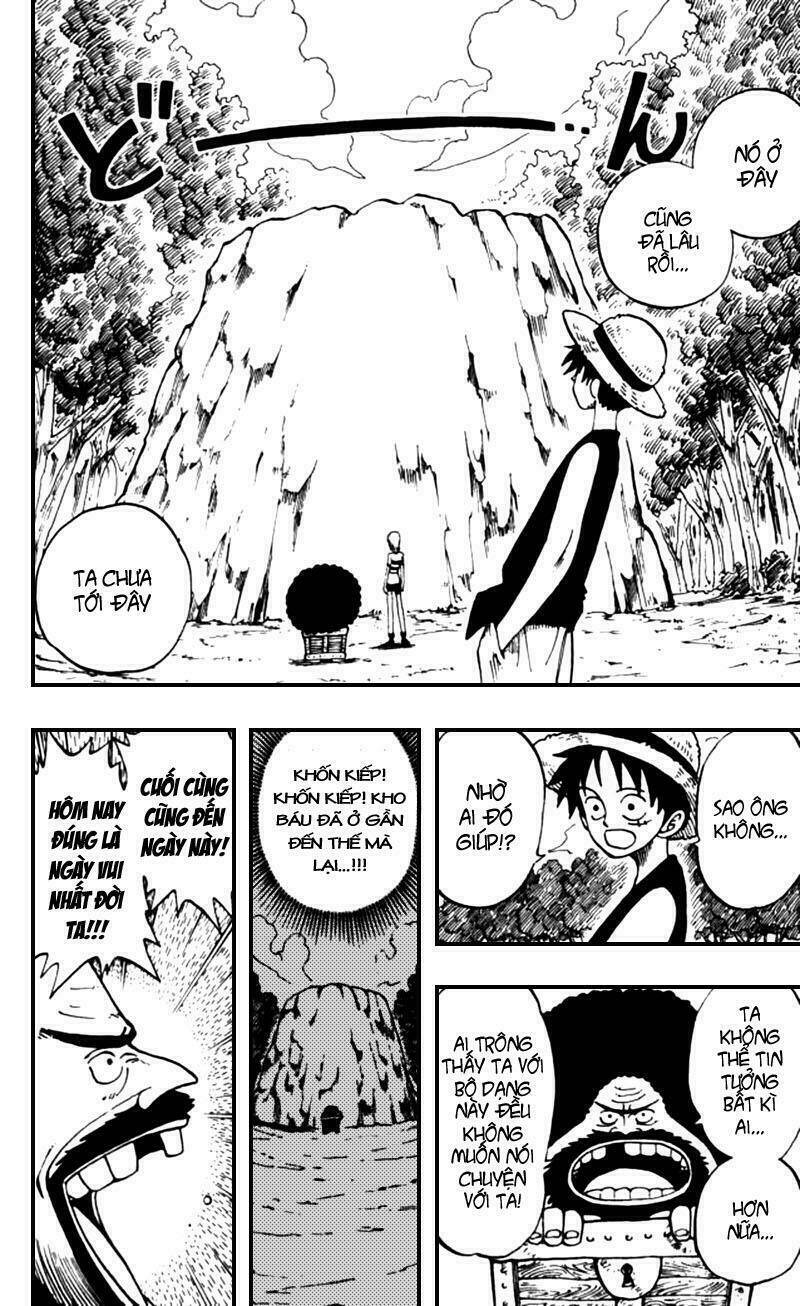 ど──…ん
NÓ Ở
ĐÂY
CŨNG
ĐÃ LÂU
RỒI...
TA CHƯA
TỚI ĐÂY
SAO ÔNG
KHÔNG...
NHỜ
AI ĐÓ
GIÚP!?
TA
KHÔNG
THỂ TIN
TƯỞNG
BẤT KÌ
AI...
HƠN
NỮA...
AI TRÔNG
THẤY TA VỚI
BỘ DẠNG
NÀY ĐỀU
KHÔNG
MUỐN NÓI
CHUYỆN
VỚI TA!
KHỐN KIẾP!
KHỐN KIẾP! KHO
BÁU ĐÃ Ở GẦN
ĐẾN THẾ MÀ
LẠI...!!!
CUỐI CÙNG
CŨNG ĐẾN
NGÀY NÀY!
HÔM NAY
ĐÚNG LÀ
NGÀY VUI
NHẤT ĐỜI
TA!!!